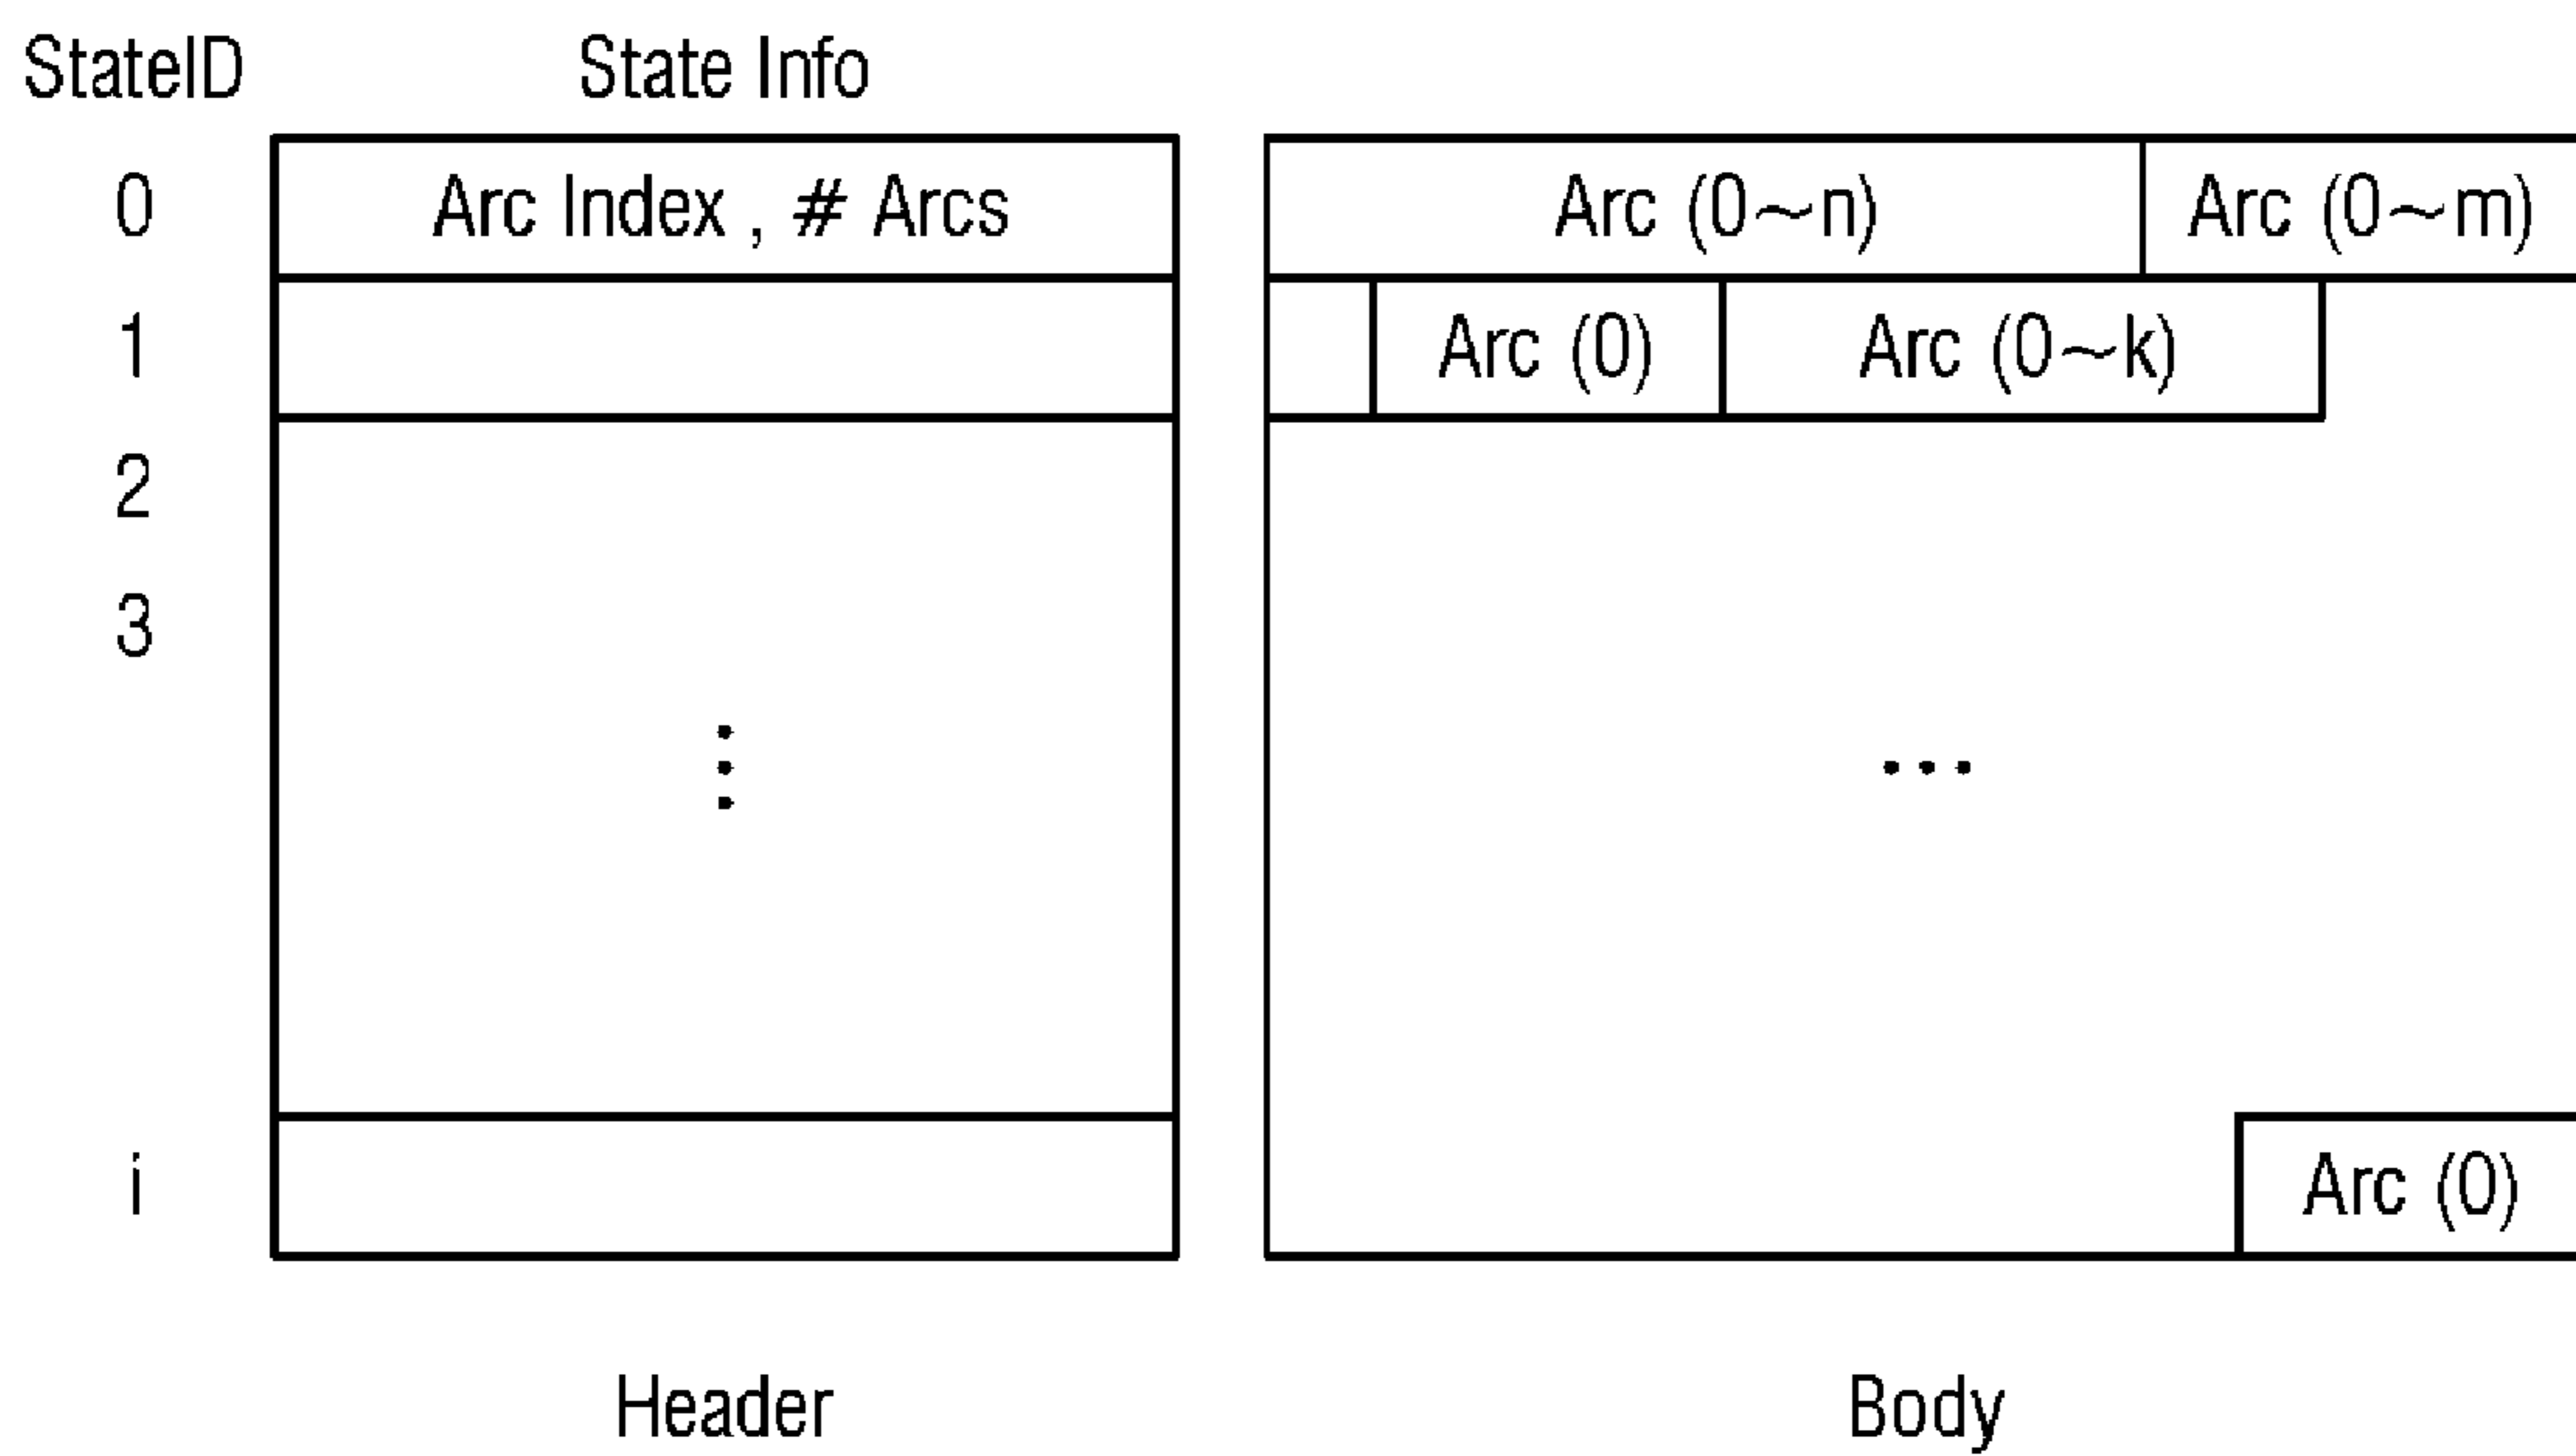 StateID State Info
0 Arc Index , # Arcs Arc (0~n) Arc (0~m)
1 Arc (0) Arc (0~k)
2
3
i Arc (0)
Header Body